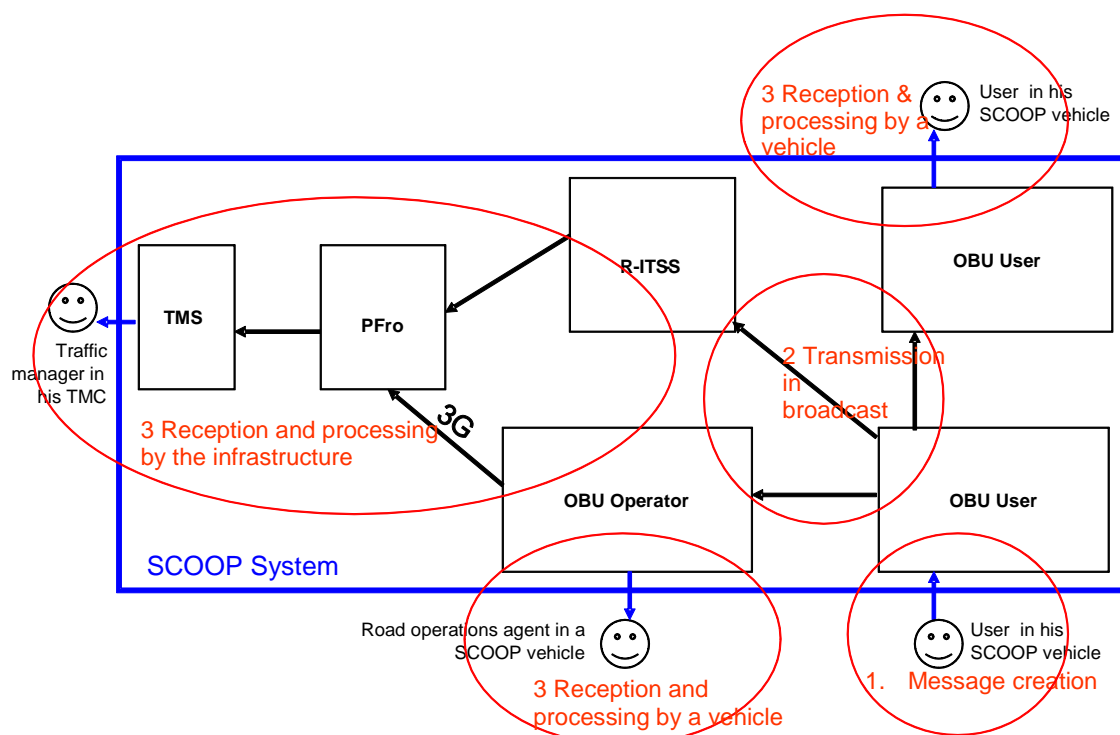 3 Reception &
processing by a
vehicle
User in his
SCOOP vehicle
R-ITSS
OBU User
TMS
PFro
Traffic
manager in
his TMC
2 Transmission
in
broadcast
3G
3 Reception and processing
by the infrastructure
OBU Operator
OBU User
SCOOP System
Road operations agent in a
SCOOP vehicle
User in his
SCOOP vehicle
1. Message creation
3 Reception and
processing by a vehicle